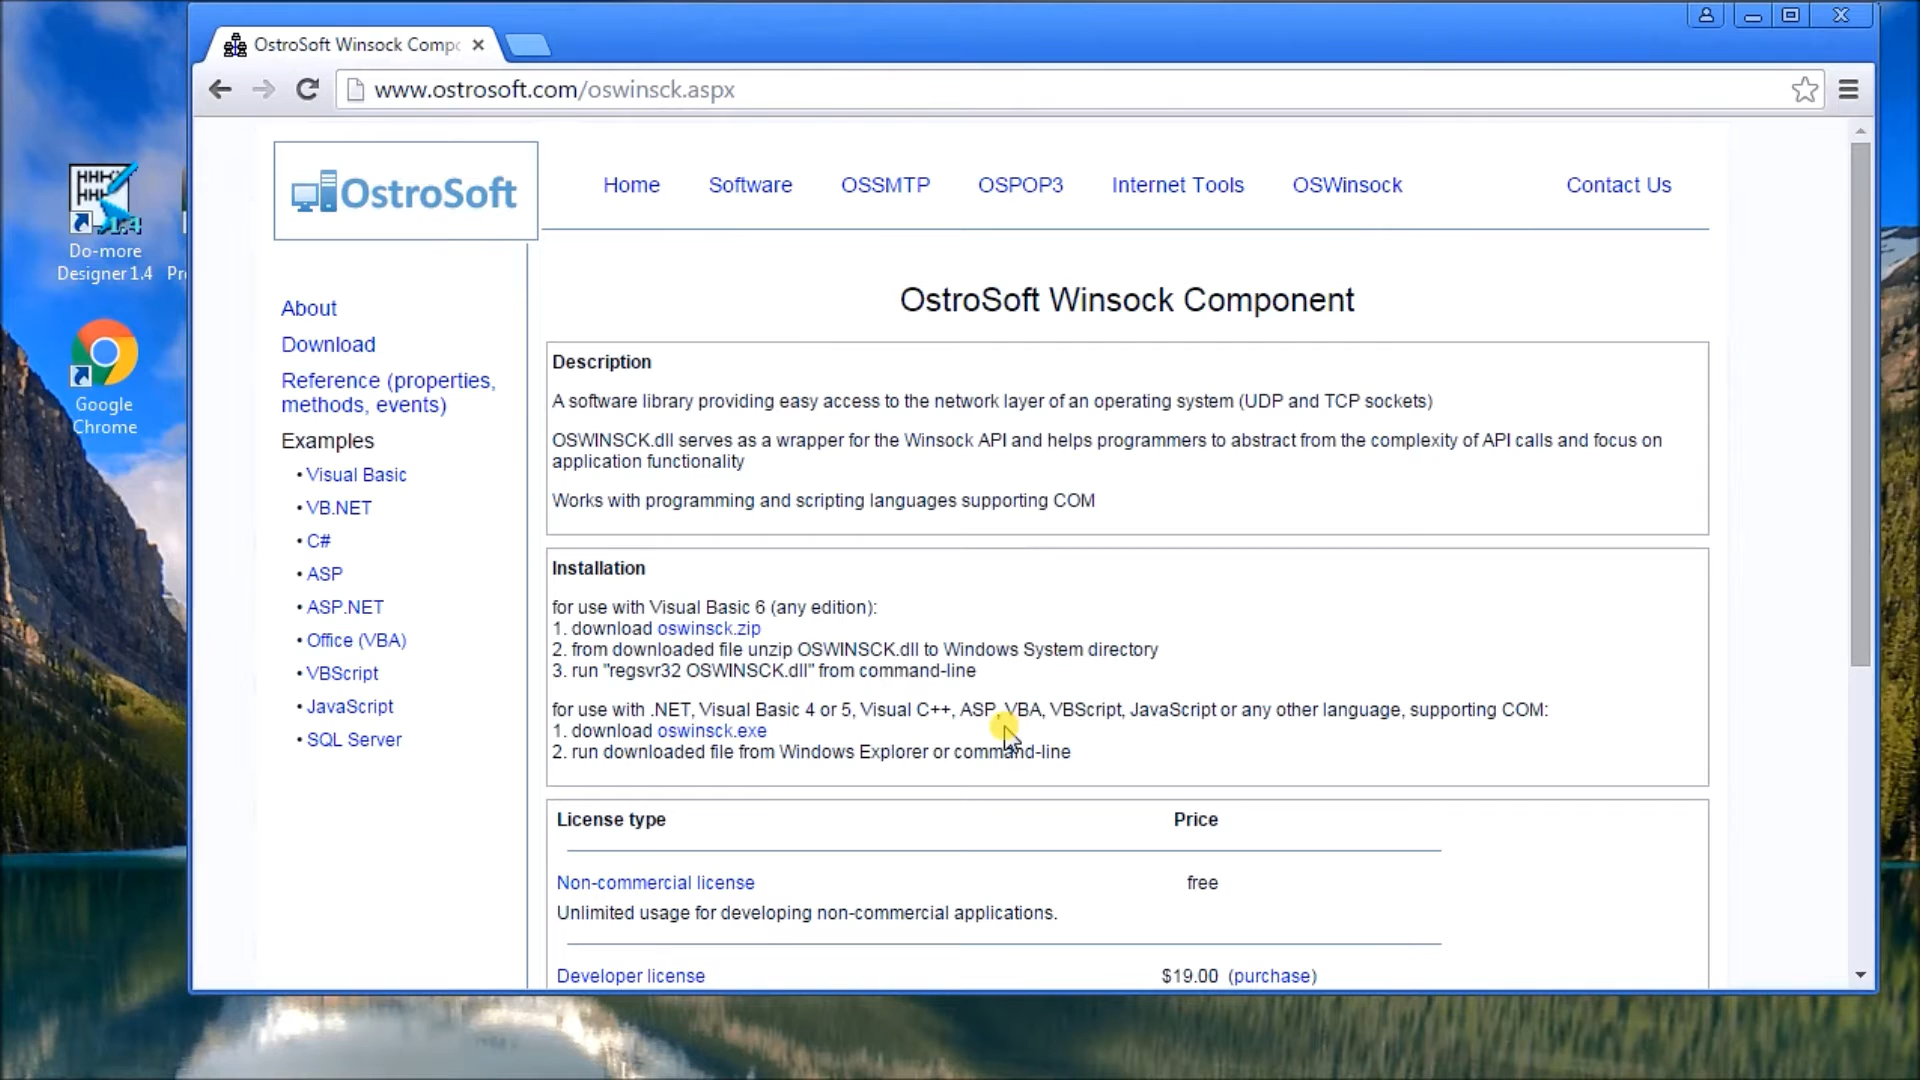 OstroSoft Winsock Comp
www.ostrosoft.com/oswinsck.aspx
Do-more
Designer 1.4
Google
Chrome
OstroSoft
Home
Software
OSSMTP
OSPOP3
Internet Tools
OSWinsock
Contact Us
About
Download
Reference (properties,
methods, events)
Examples
• Visual Basic
• VB.NET
• C#
• ASP
• ASP.NET
• Office (VBA)
• VBScript
• JavaScript
• SQL Server
OstroSoft Winsock Component
Description
A software library providing easy access to the network layer of an operating system (UDP and TCP sockets)
OSWINSCK.dll serves as a wrapper for the Winsock API and helps programmers to abstract from the complexity of API calls and focus on
application functionality
Works with programming and scripting languages supporting COM
Installation
for use with Visual Basic 6 (any edition):
1. download oswinsck.zip
2. from downloaded file unzip OSWINSCK.dll to Windows System directory
3. run "regsvr32 OSWINSCK.dll" from command-line
for use with .NET, Visual Basic 4 or 5, Visual C++, ASP, VBA, VBScript, JavaScript or any other language, supporting COM:
1. download oswinsck.exe
2. run downloaded file from Windows Explorer or command-line
License type Price
Non-commercial license free
Unlimited usage for developing non-commercial applications.
Developer license $19.00 (purchase)